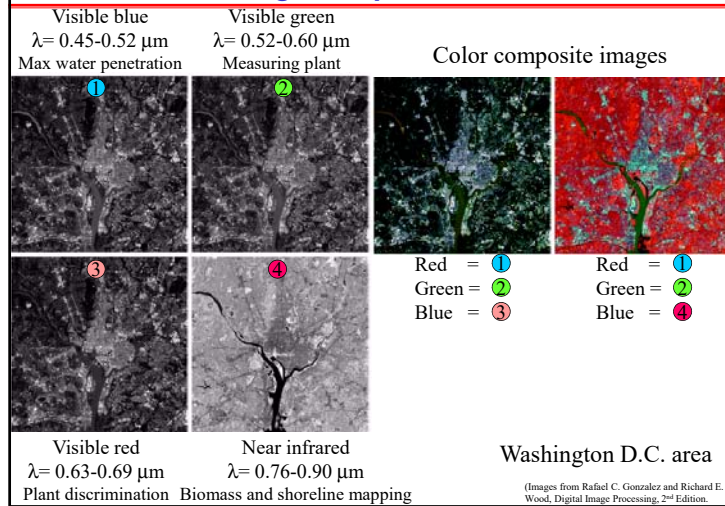 Visible blue
λ= 0.45-0.52 µm
Max water penetration
Visible green
λ= 0.52-0.60 µm
Measuring plant
Color composite images
1
2
3
4
Red = 1
Green = 2
Blue = 3
Red = 1
Green = 2
Blue = 4
Visible red
λ= 0.63-0.69 µm
Plant discrimination
Near infrared
λ= 0.76-0.90 µm
Biomass and shoreline mapping
Washington D.C. area
(Images from Rafael C. Gonzalez and Richard E.
Wood, Digital Image Processing, 2nd Edition.